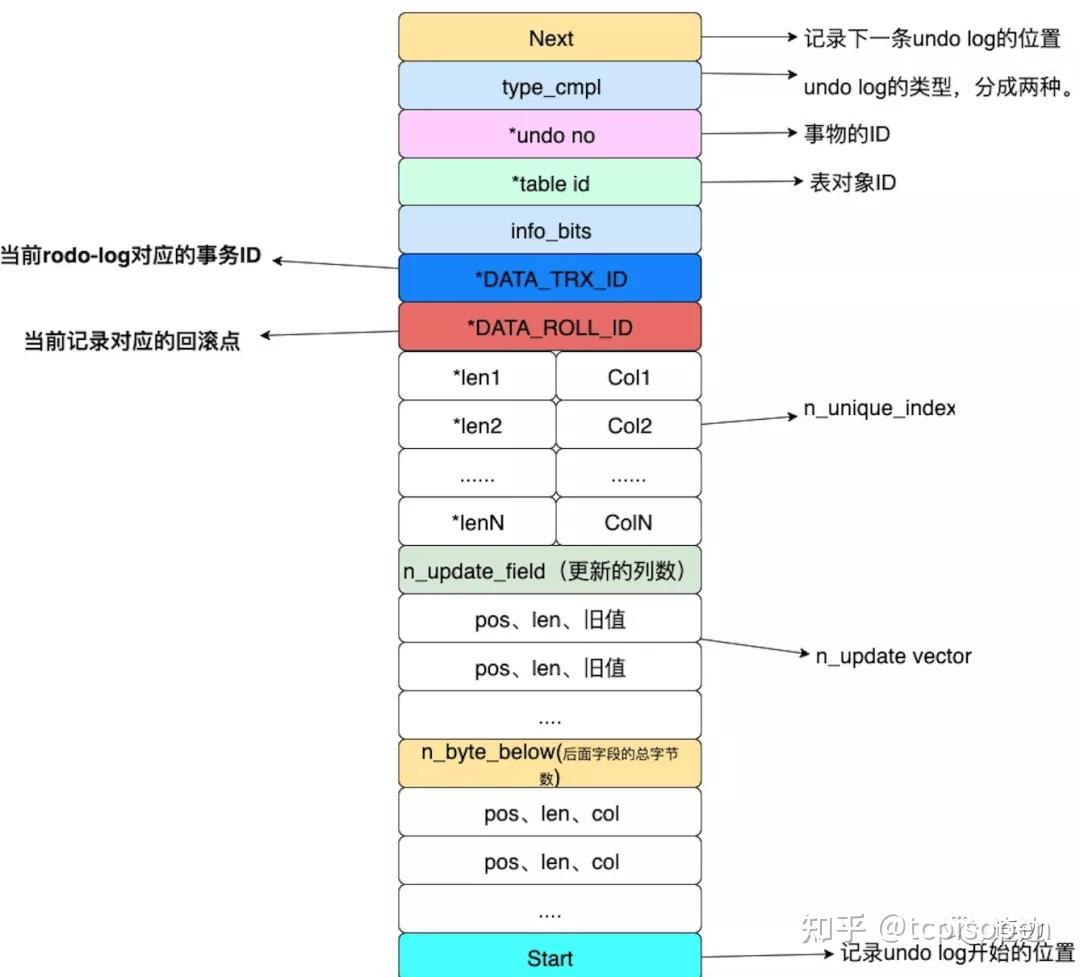 Next
记录下一条undo log的位置
type_cmpl
undo log的类型，分成两种。
*undo no
事物的ID
*table id
表对象ID
info_bits
当前rodo-log对应的事务ID
*DATA_TRX_ID
当前记录对应的回滚点
*DATA_ROLL_ID
*len1 Col1
*len2 Col2
n_unique_index
...... ......
*lenN ColN
n_update_field（更新的列数）
pos、len、旧值
pos、len、旧值
n_update vector
....
n_byte_below(后面字段的总字节
数)
pos、len、col
pos、len、col
....
知乎
Start
记录undo log开始的位置